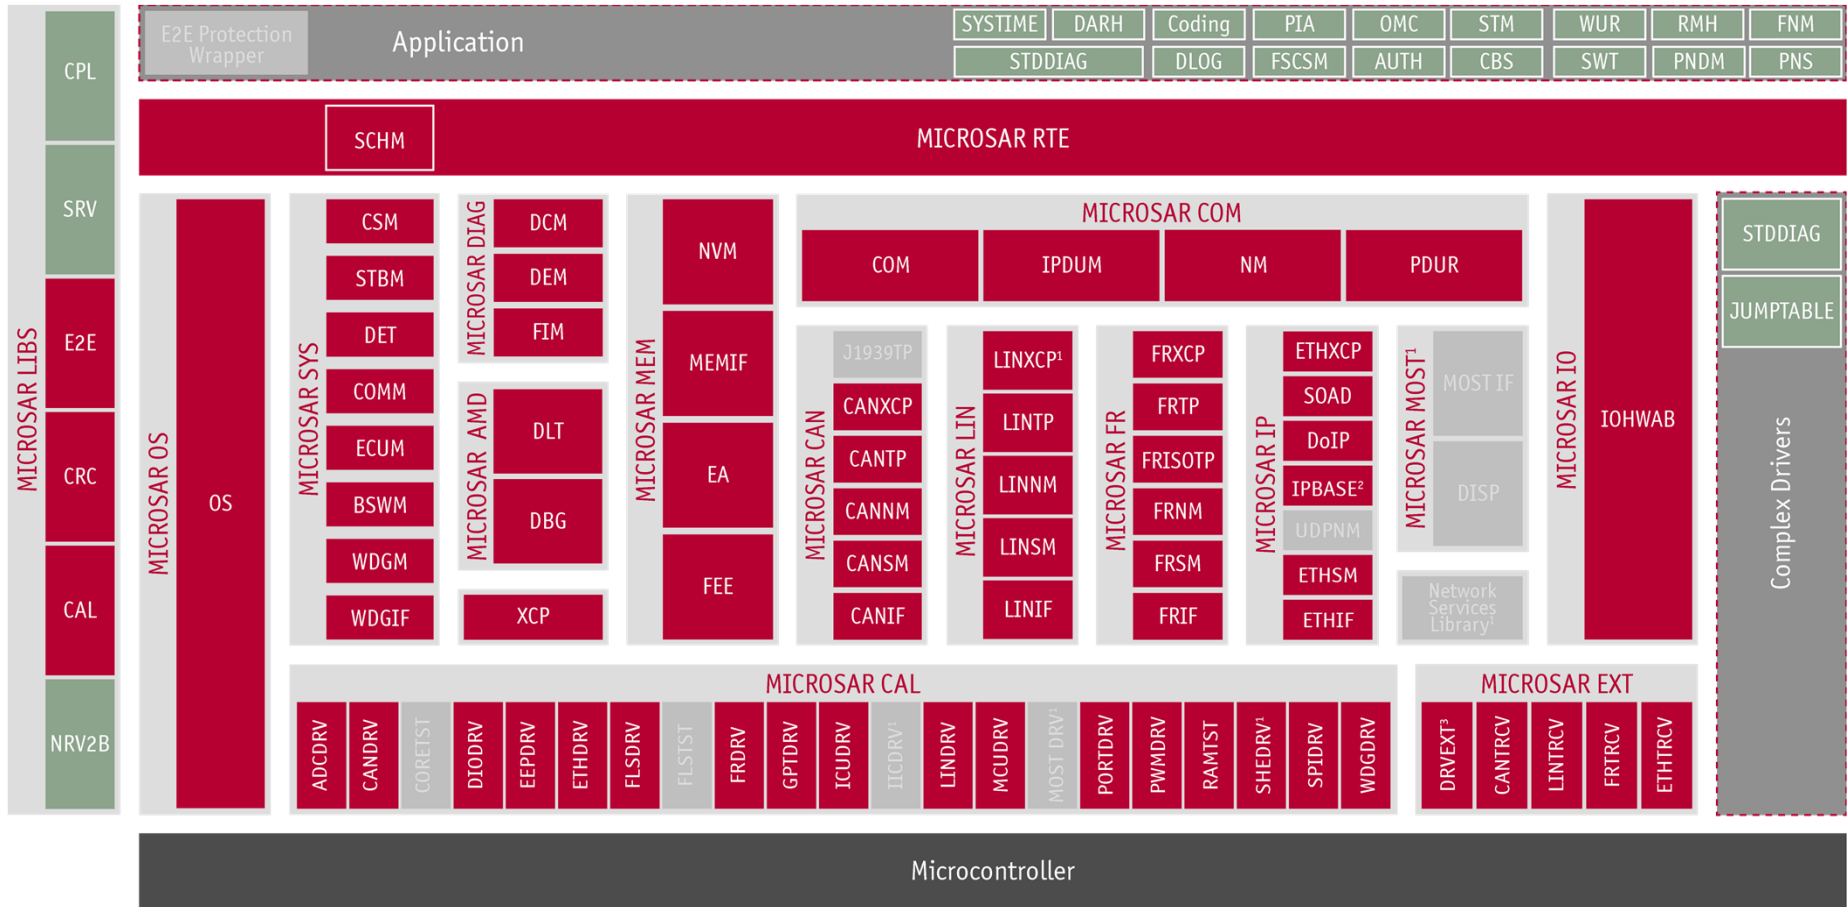 CPL
SRV
E2E
CRC
CAL
NRV2B
MICROSAR LIBS
E2E Protection
Wrapper
Application
SYSTIME
DARH
Coding
PIA
OMC
STM
WUR
RMH
FNM
STDDIAG
DLOG
FSCSM
AUTH
CBS
SWT
PNDM
PNS
SCHM
MICROSAR RTE
MICROSAR OS
OS
MICROSAR SYS
CSM
STBM
DET
COMM
ECUM
BSWM
WDGM
WDGIF
MICROSAR DIAG
DCM
DEM
FIM
MICROSAR AMD
DLT
DBG
XCP
MICROSAR MEM
NVM
MEMIF
EA
FEE
MICROSAR COM
COM
IPDUM
NM
PDUR
MICROSAR CAN
J1939TP
CANXCP
CANTP
CANNM
CANSM
CANIF
MICROSAR LIN
LINXCP¹
LINTP
LINNM
LINSM
LINIF
MICROSAR FR
FRXCP
FRTP
FRISOTP
FRNM
FRSM
FRIF
MICROSAR IP
ETHXCP
SOAD
DoIP
IPBASE²
UDPNM
ETHSM
ETHIF
MICROSAR MOST¹
MOST IF
DISP
Network
Services
Library¹
MICROSAR IO
IOHWAB
STDDIAG
JUMPTABLE
Complex Drivers
MICROSAR CAL
ADCDRV
CANDRV
CORETST
DIODRV
EEPDRV
ETHDRV
FLSDRV
FLSTST
FRDRV
GPTDRV
ICUDRV
IICDRV¹
LINDRV
MCUDRV
MOST DRV¹
PORTDRV
PWMDRV
RAMTST
SHEDRV¹
SPIDRV
WDGDRV
MICROSAR EXT
DRVEXT³
CANTRCV
LINTRCV
FRTRCV
ETHTRCV
Microcontroller